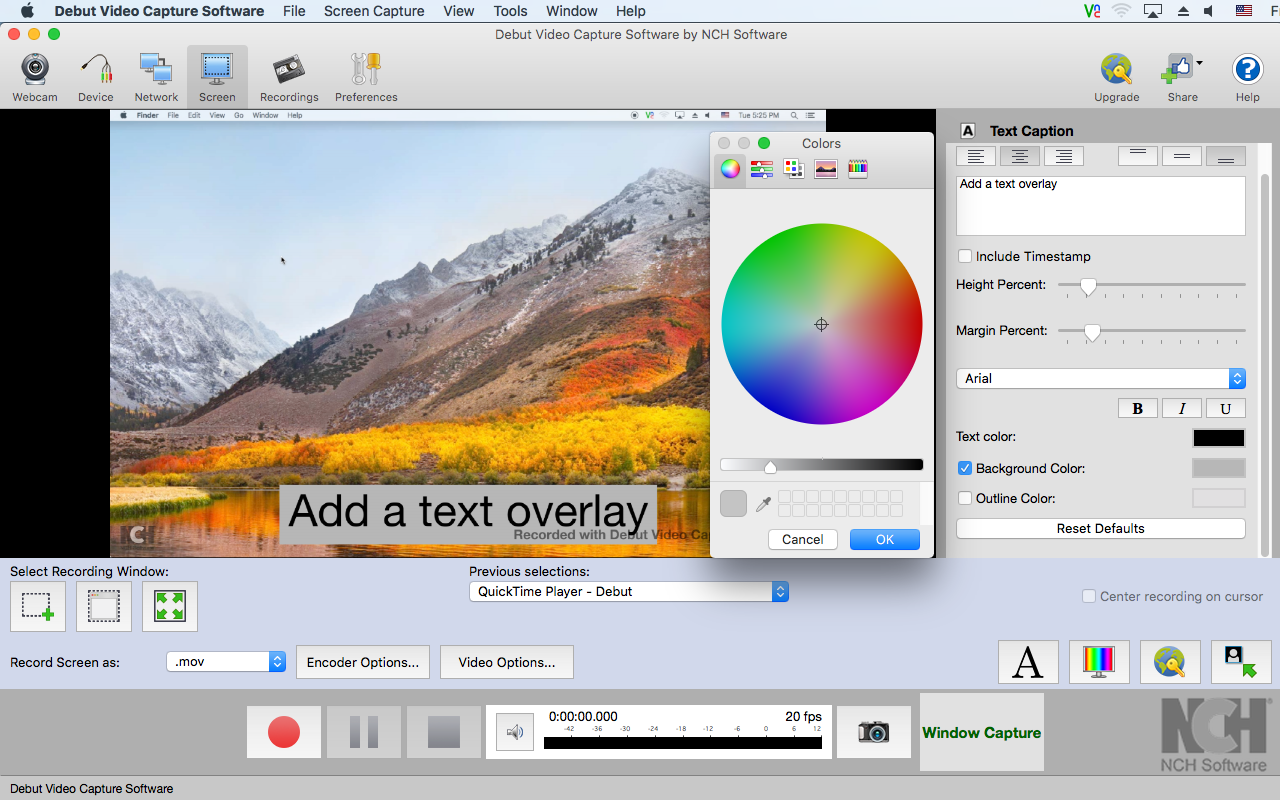 Debut Video Capture Software File Screen Capture View Tools Window Help
Debut Video Capture Software by NCH Software
Webcam Device Network Screen Recordings Preferences Upgrade Share Help
Finder File Edit View Go Window Help Tue 5:25 PM
Colors
Text Caption
Add a text overlay
Include Timestamp
Height Percent:
Margin Percent:
Arial
B I U
Text color:
Background Color:
Outline Color:
Reset Defaults
Add a text overlay
C
Recorded with Debut Video
Cancel OK
Select Recording Window:
Previous selections:
QuickTime Player - Debut
Center recording on cursor
Record Screen as:
.mov
Encoder Options...
Video Options...
A
0:00:00.000 20 fps
-42 -36 -30 -24 -18 -12 -6 0 6 12
Window Capture
NCH®
NCH Software
Debut Video Capture Software